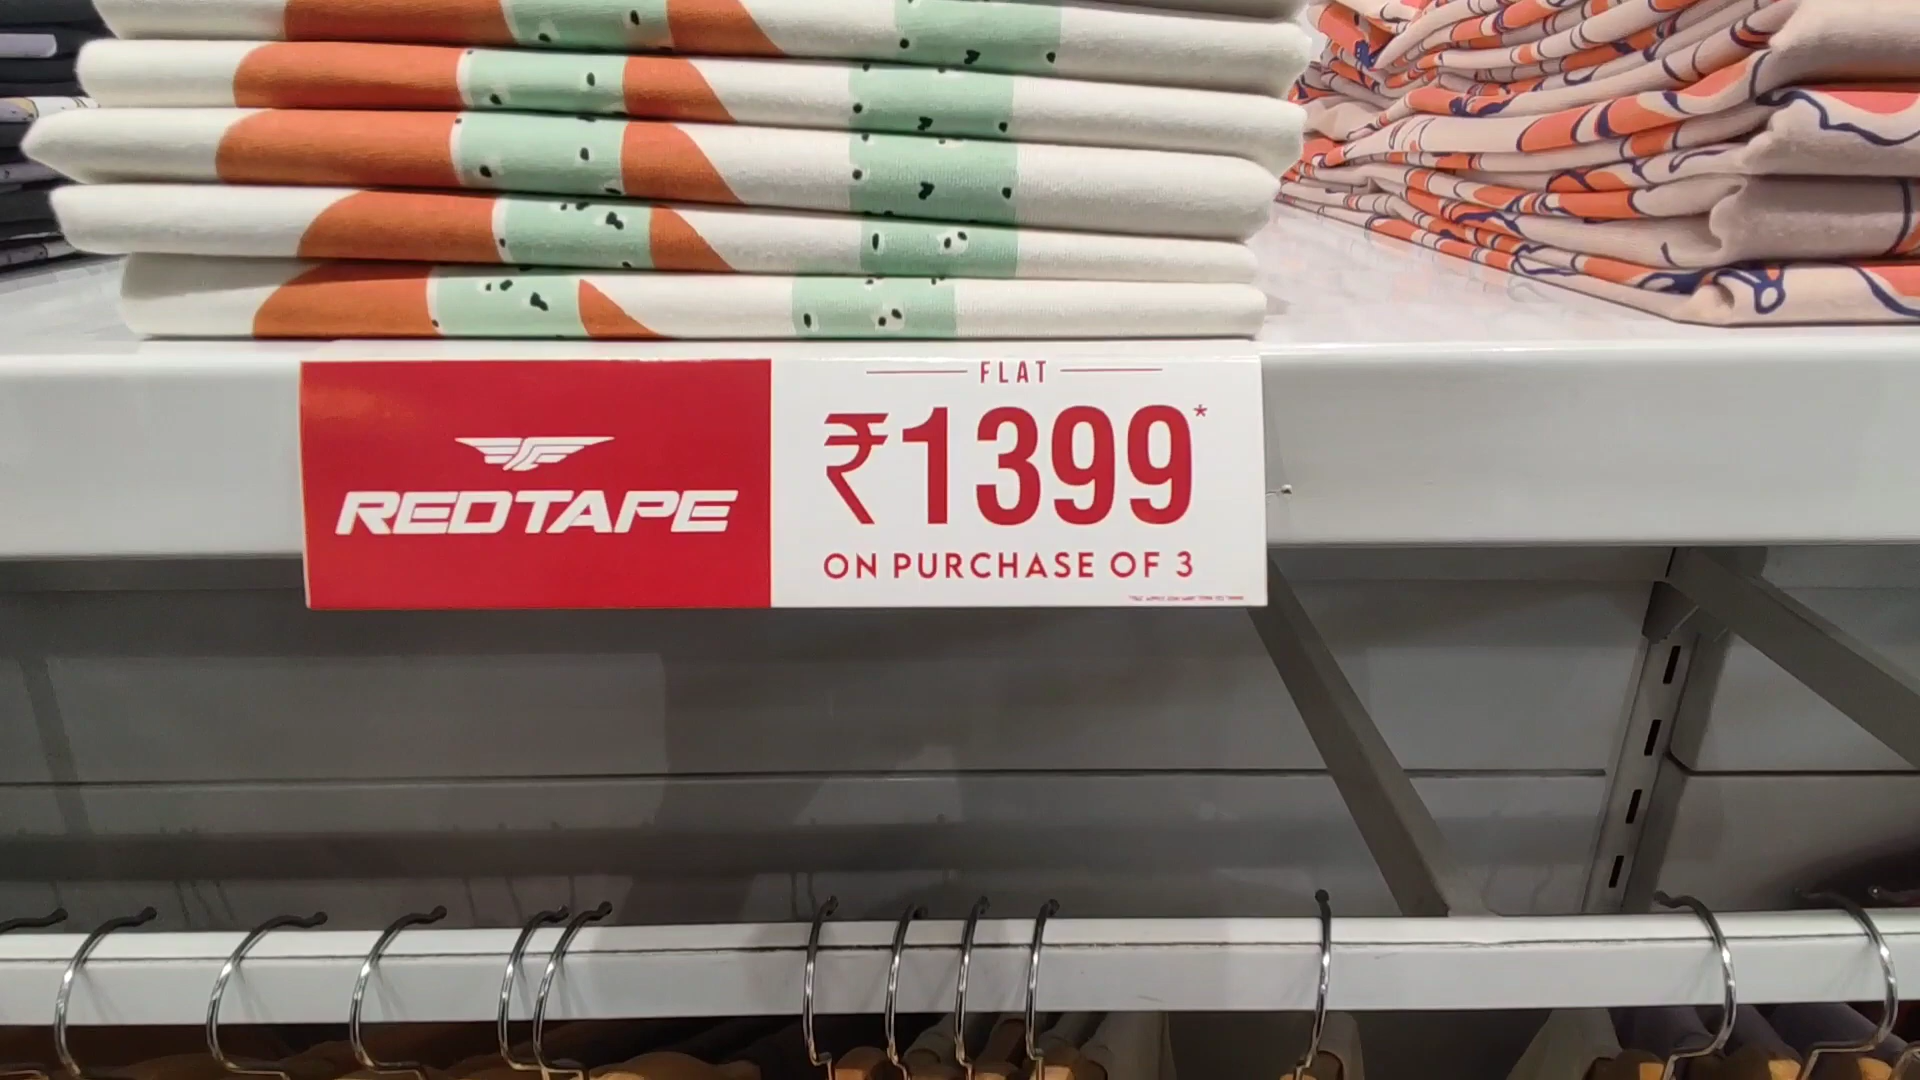 REDTAPE
FLAT
₹1399*
ON PURCHASE OF 3